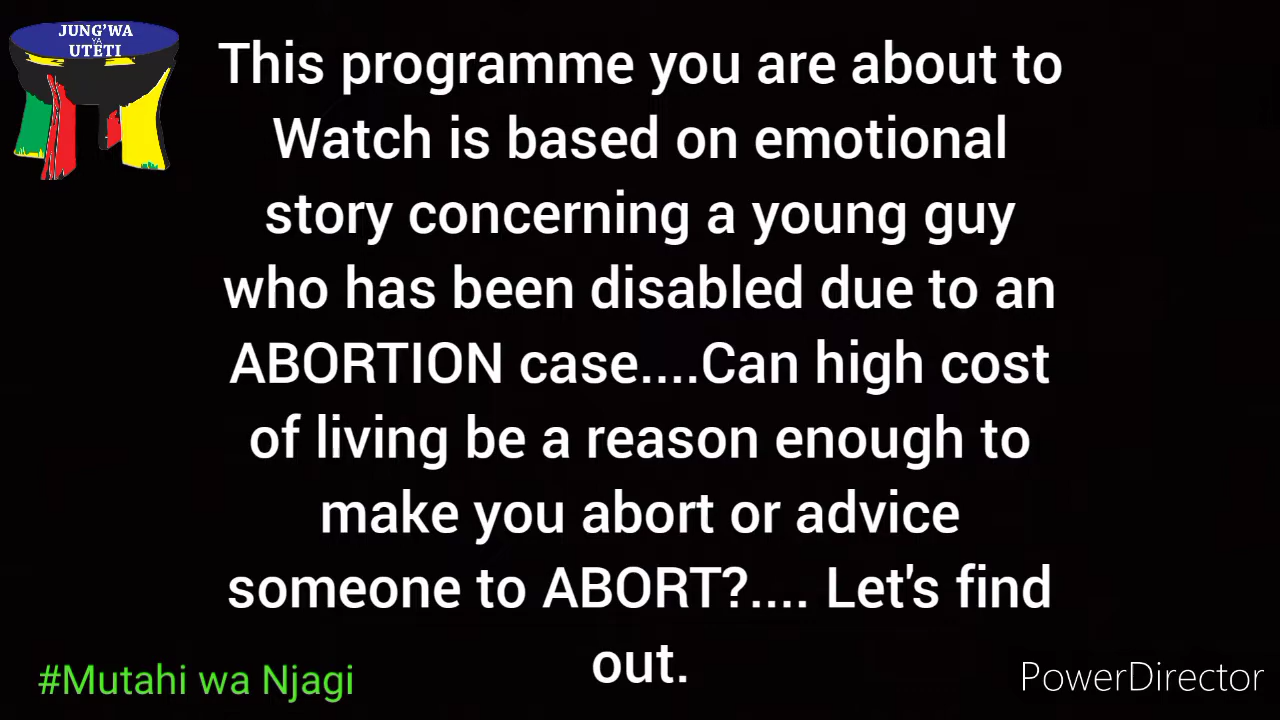 JUNG'WA
YA
UTETI
This programme you are about to
Watch is based on emotional
story concerning a young guy
who has been disabled due to an
ABORTION case....Can high cost
of living be a reason enough to
make you abort or advice
someone to ABORT?.... Let's find
out.
#Mutahi wa Njagi
PowerDirector